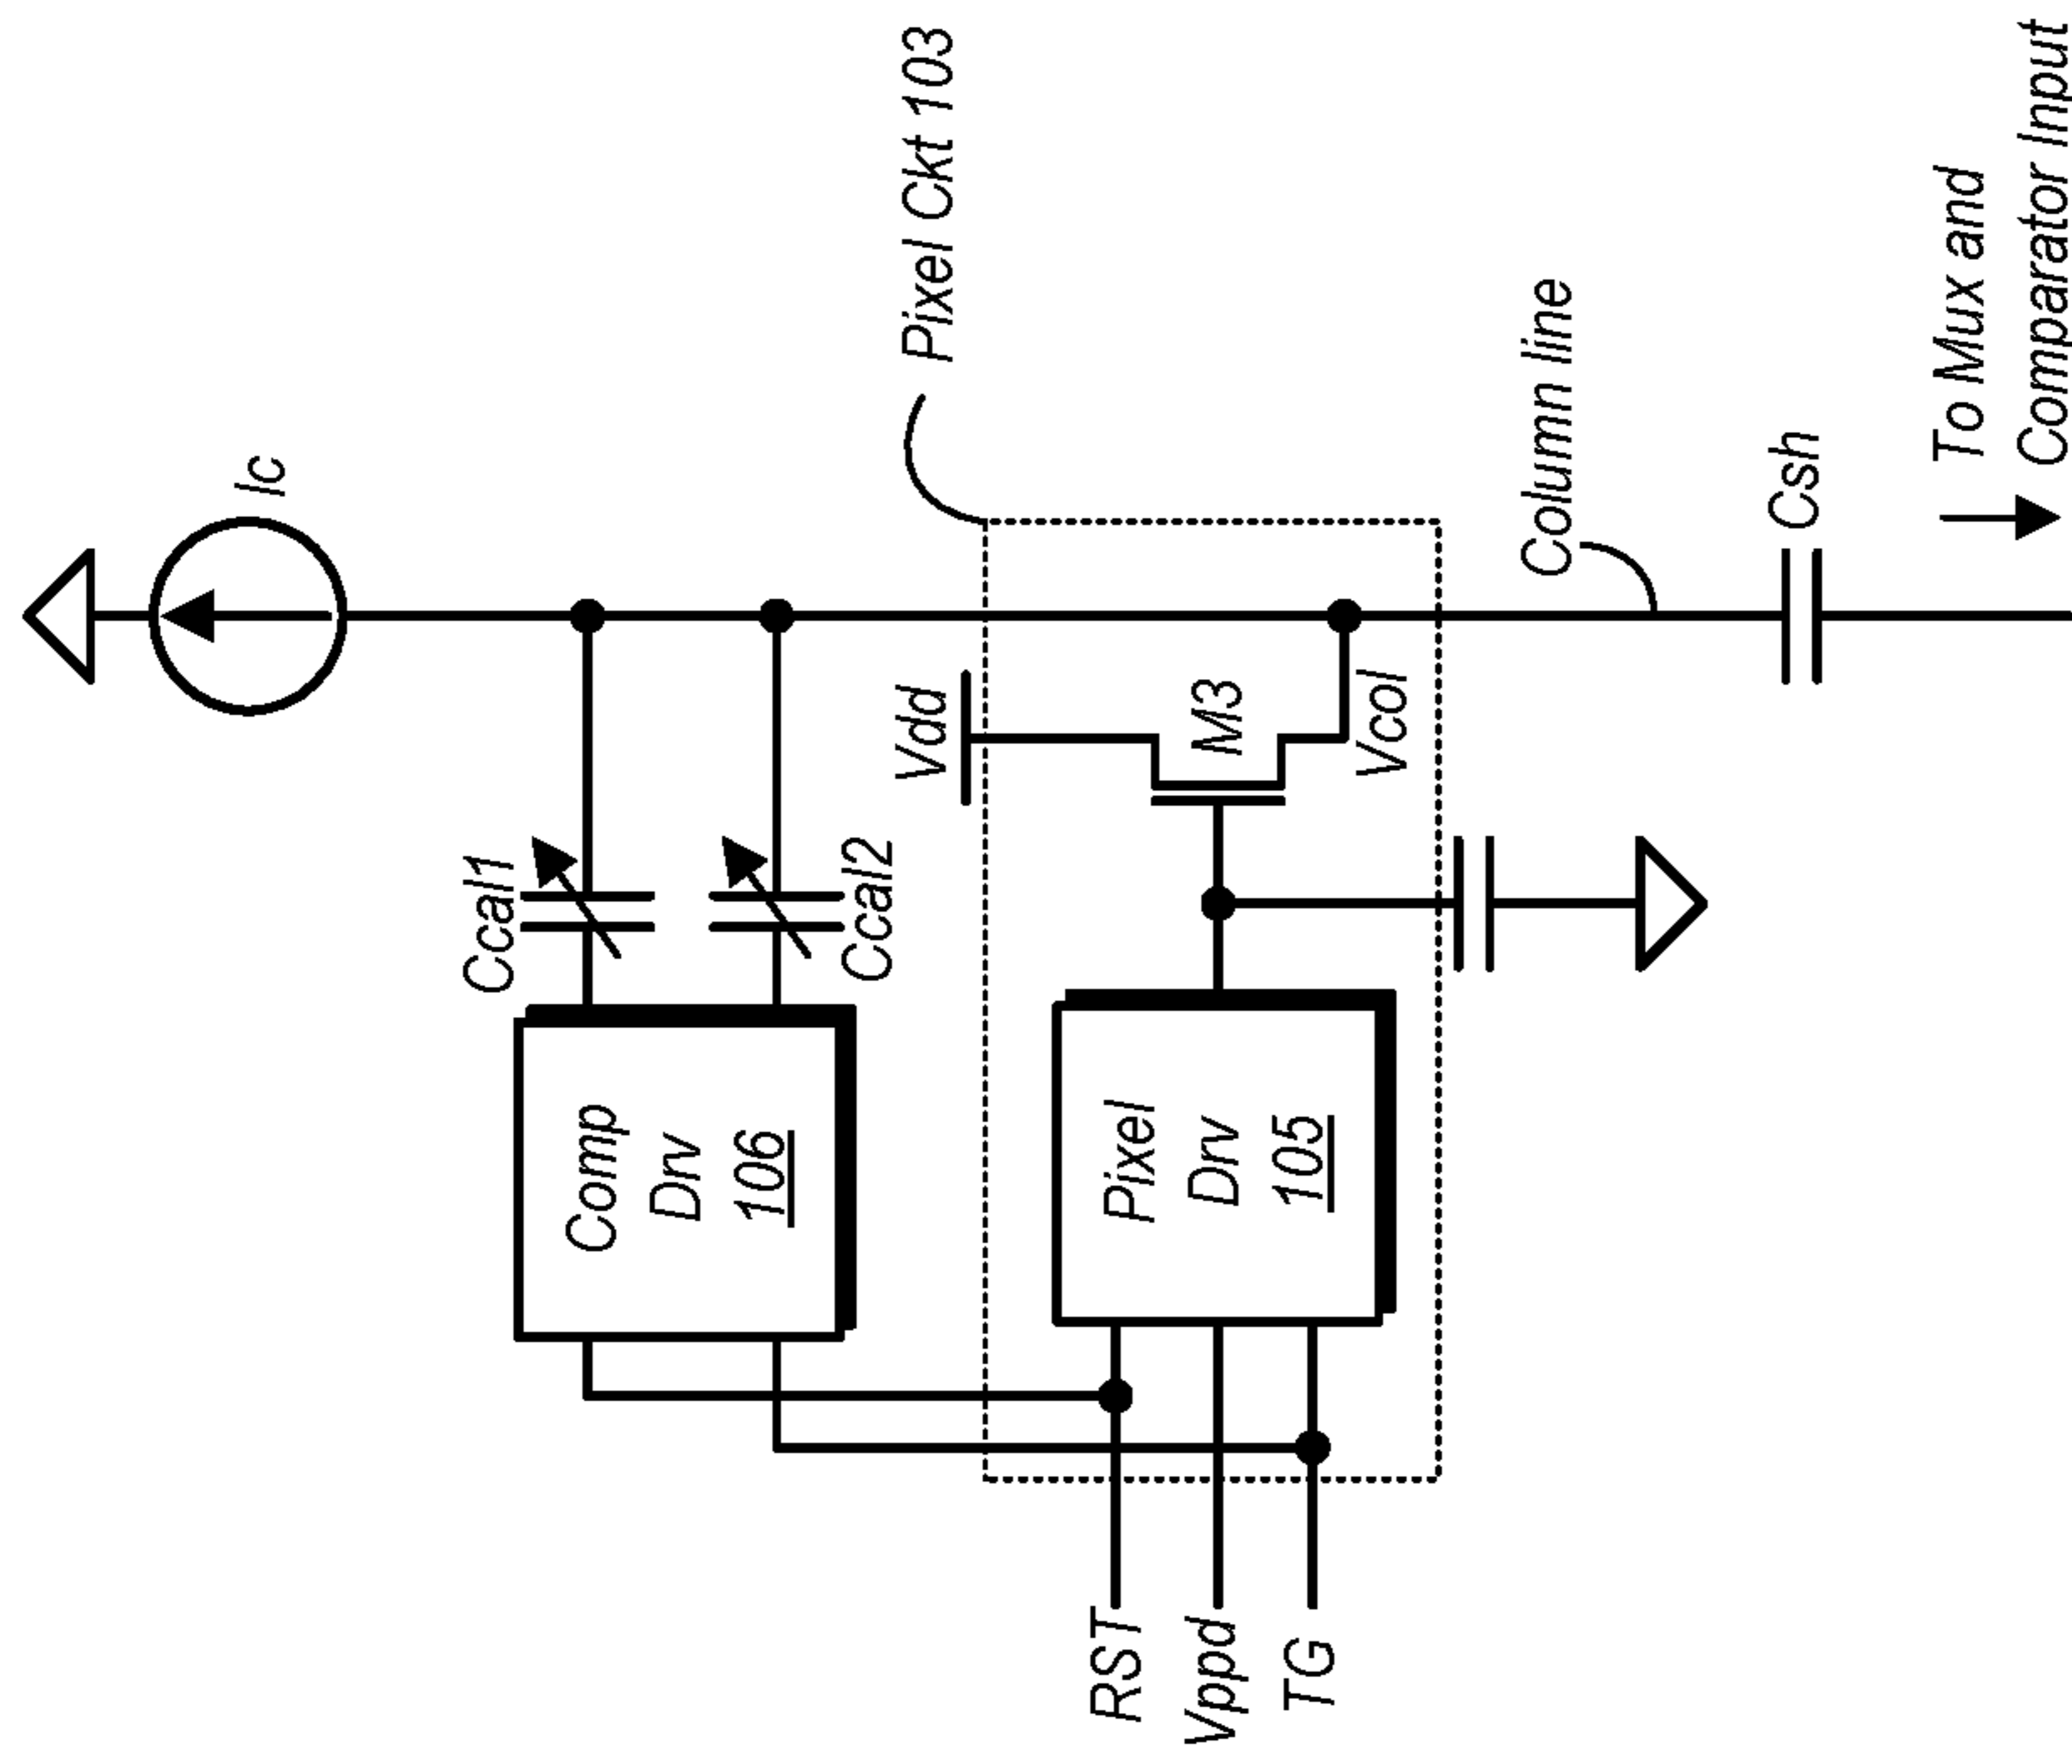 Ic
Pixel Ckt 103
Ccal1
Ccal2
Comp
Drv
106
Vdd
M3
Vcol
Pixel
Drv
105
Column line
Csh
To Mux and
Comparator Input
RST
Vppd
TG